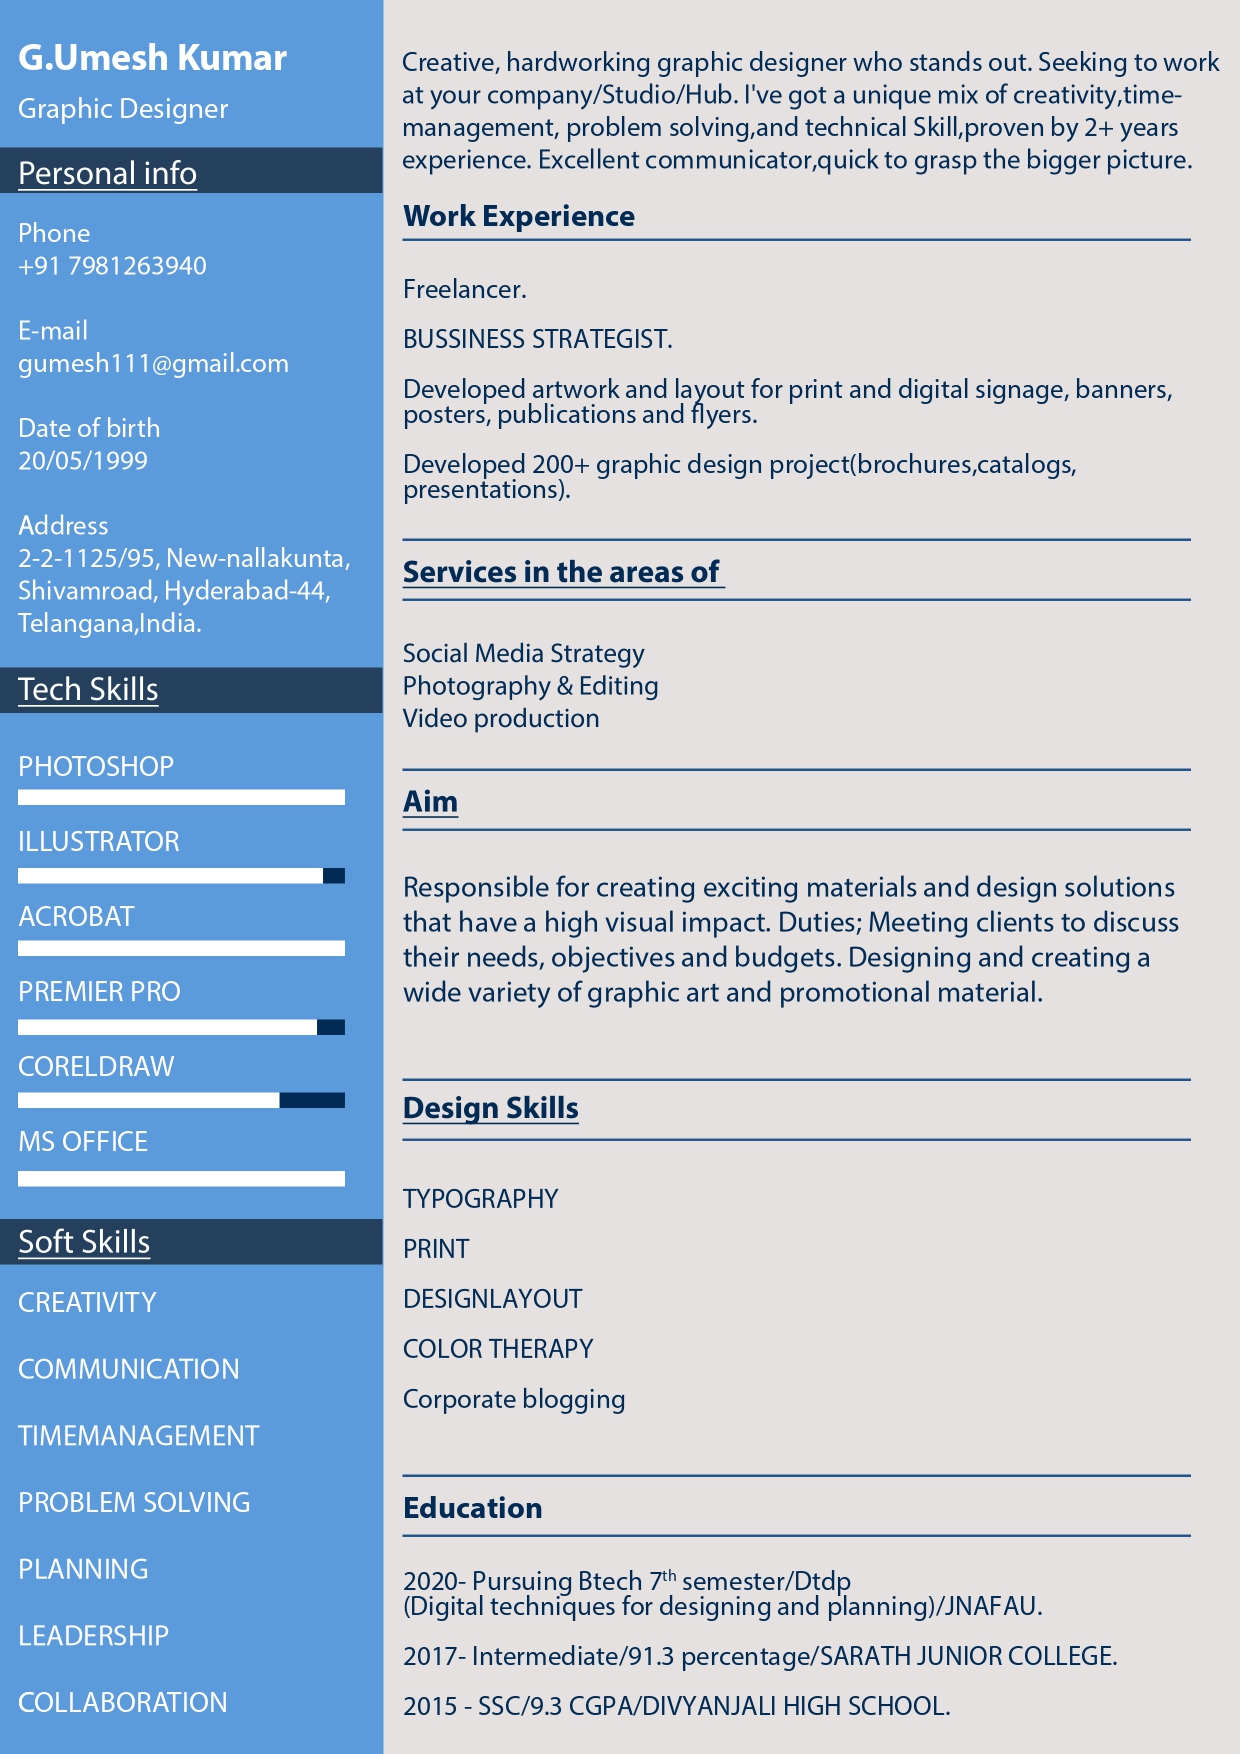 G.Umesh Kumar
Graphic Designer
Personal info
Phone
+91 7981263940
E-mail
gumesh111@gmail.com
Date of birth
20/05/1999
Address
2-2-1125/95, New-nallakunta,
Shivamroad, Hyderabad-44,
Telangana,India.
Tech Skills
PHOTOSHOP
ILLUSTRATOR
ACROBAT
PREMIER PRO
CORELDRAW
MS OFFICE
Soft Skills
CREATIVITY
COMMUNICATION
TIMEMANAGEMENT
PROBLEM SOLVING
PLANNING
LEADERSHIP
COLLABORATION
Creative, hardworking graphic designer who stands out. Seeking to work
at your company/Studio/Hub. I've got a unique mix of creativity,time-
management, problem solving,and technical Skill,proven by 2+ years
experience. Excellent communicator,quick to grasp the bigger picture.
Work Experience
Freelancer.
BUSSINESS STRATEGIST.
Developed artwork and layout for print and digital signage, banners,
posters, publications and flyers.
Developed 200+ graphic design project(brochures,catalogs,
presentations).
Services in the areas of
Social Media Strategy
Photography & Editing
Video production
Aim
Responsible for creating exciting materials and design solutions
that have a high visual impact. Duties; Meeting clients to discuss
their needs, objectives and budgets. Designing and creating a
wide variety of graphic art and promotional material.
Design Skills
TYPOGRAPHY
PRINT
DESIGNLAYOUT
COLOR THERAPY
Corporate blogging
Education
2020- Pursuing Btech 7th semester/Dtdp
(Digital techniques for designing and planning)/JNAFAU.
2017- Intermediate/91.3 percentage/SARATH JUNIOR COLLEGE.
2015 - SSC/9.3 CGPA/DIVYANJALI HIGH SCHOOL.